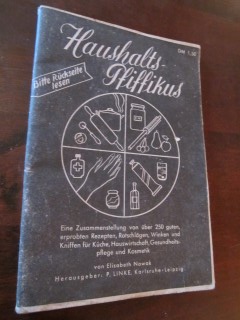 Haushalts-
DM 1.50
Pfiffikus
Bitte Rückseite
lesen
Eine Zusammenstellung von über 250 guten,
erprobten Rezepten, Ratschlägen, Winken und
Kniffen für Küche, Hauswirtschaft, Gesundheits-
pflege und Kosmetik
von Elisabeth Nowak
Herausgeber: P. LINKE, Karlsruhe-Leipzig